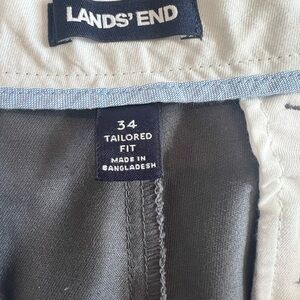 LANDS' END
34
TAILORED
FIT
MADE IN
BANGLADESH